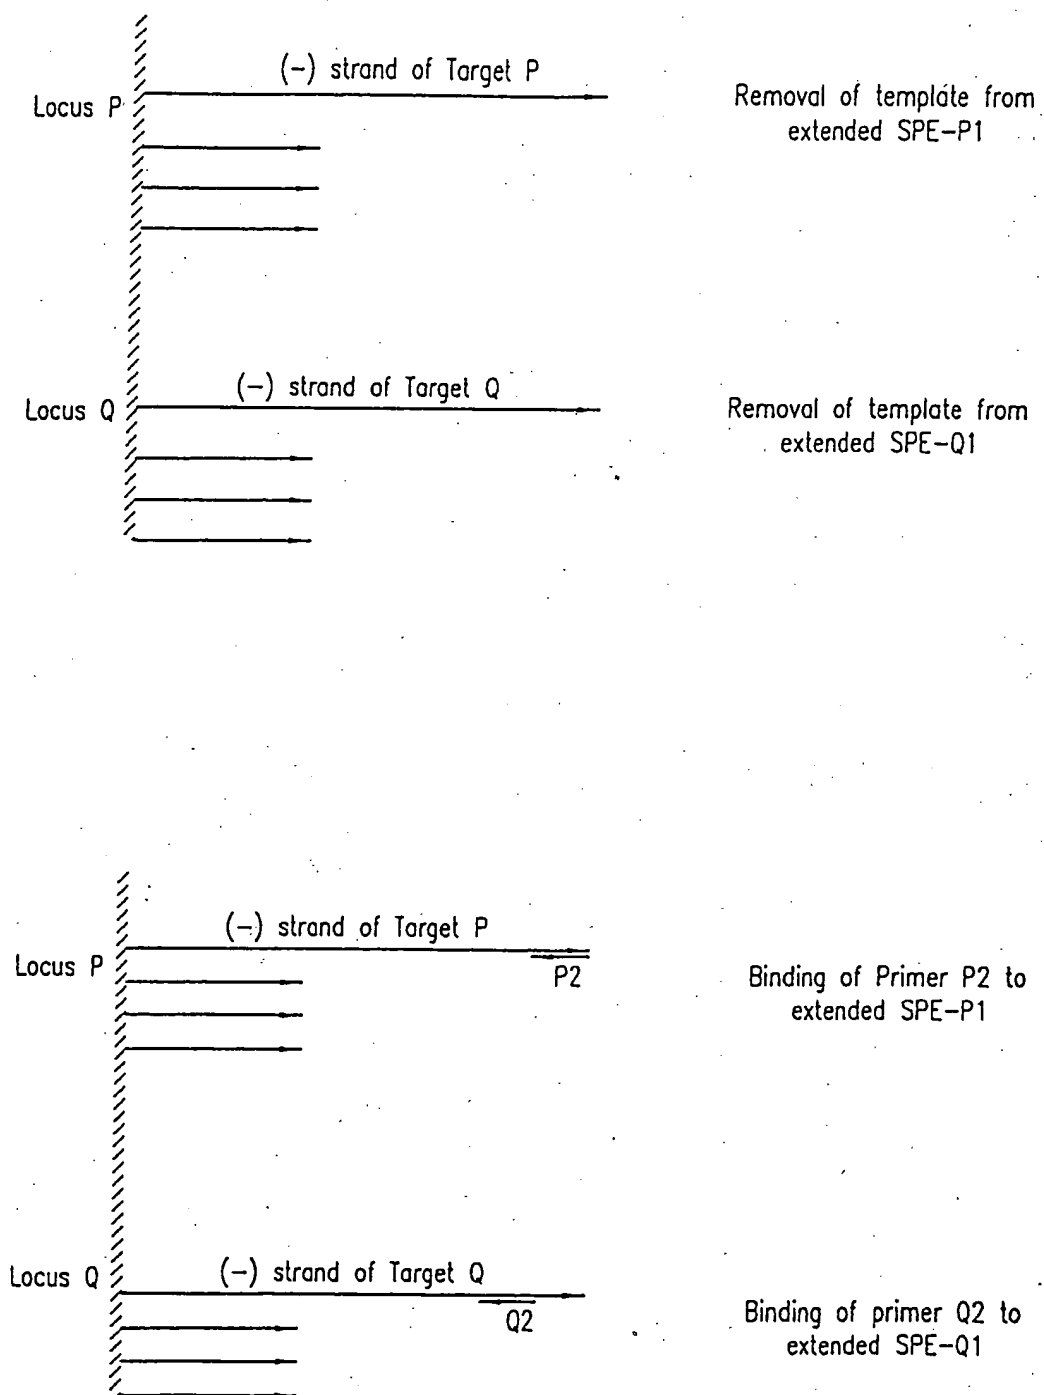 (-) strand of Target P
Locus P
Removal of template from
extended SPE-P1
(-) strand of Target Q
Locus Q
Removal of template from
extended SPE-Q1
(-) strand of Target P
Locus P
P2
Binding of Primer P2 to
extended SPE-P1
(-) strand of Target Q
Locus Q
Q2
Binding of primer Q2 to
extended SPE-Q1